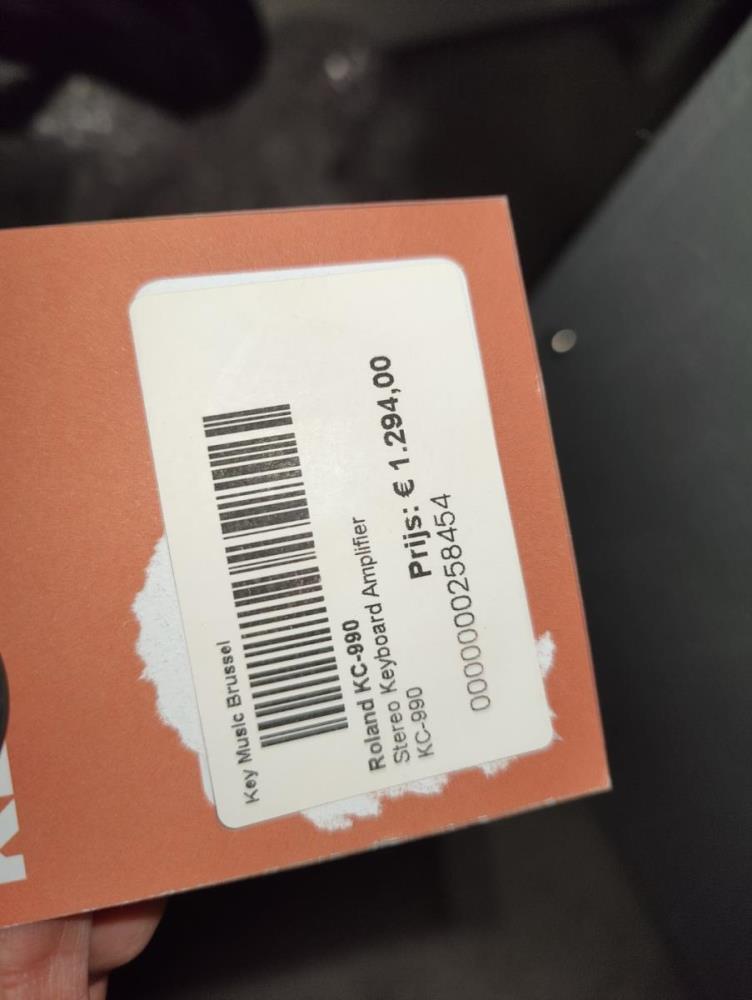 Key Music Brussel
Roland KC-990
Stereo Keyboard Amplifier
KC-990
Prijs: € 1.294,00
0000000258454